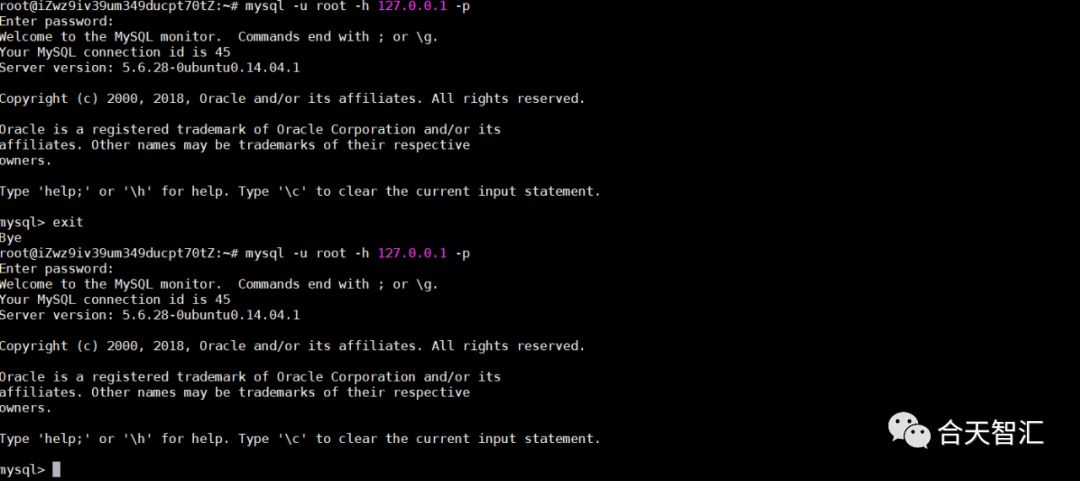 root@iZwz9iv39um349ducpt70tZ:~# mysql -u root -h 127.0.0.1 -p
Enter password:
Welcome to the MySQL monitor.  Commands end with ; or \g.
Your MySQL connection id is 45
Server version: 5.6.28-0ubuntu0.14.04.1
Copyright (c) 2000, 2018, Oracle and/or its affiliates. All rights reserved.
Oracle is a registered trademark of Oracle Corporation and/or its
affiliates. Other names may be trademarks of their respective
owners.
Type 'help;' or '\h' for help. Type '\c' to clear the current input statement.
mysql> exit
Bye
root@iZwz9iv39um349ducpt70tZ:~# mysql -u root -h 127.0.0.1 -p
Enter password:
Welcome to the MySQL monitor.  Commands end with ; or \g.
Your MySQL connection id is 45
Server version: 5.6.28-0ubuntu0.14.04.1
Copyright (c) 2000, 2018, Oracle and/or its affiliates. All rights reserved.
Oracle is a registered trademark of Oracle Corporation and/or its
affiliates. Other names may be trademarks of their respective
owners.
Type 'help;' or '\h' for help. Type '\c' to clear the current input statement.
mysql>
合天智汇